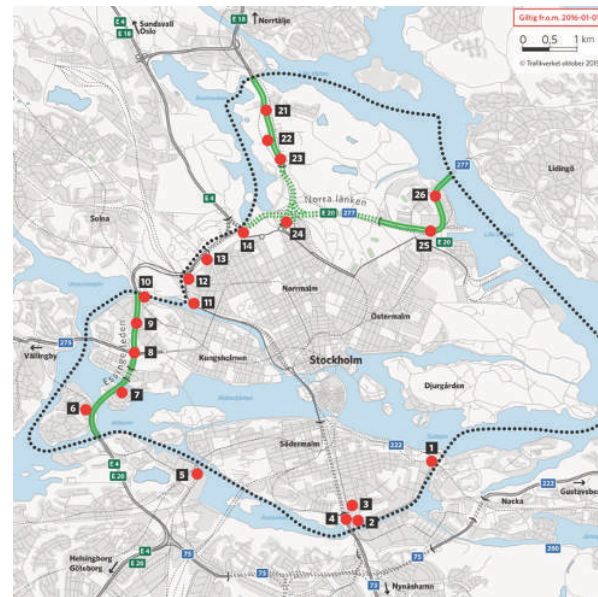 E 4
E 18
Sundsvall
Oslo
E 18
Norrtälje
Giltig fr.o.m. 2016-01-01
0 0,5 1 km
© Trafikverket oktober 2015
21
22
23
277
Lidingö
26
Norra länken
E 4
Solna
E 20
277
24
25
E 20
14
13
12
10
11
Norrmalm
9
Östermalm
275
Vällingby
8
Essingeleden
Kungsholmen
Stockholm
7
Djurgården
6
Södermalm
222
1
E 4
E 20
5
3
4
2
222
Nacka
Gustavsberg
Helsingborg
Göteborg
E 4
E 20
75
75
73
73
260
Nynäshamn